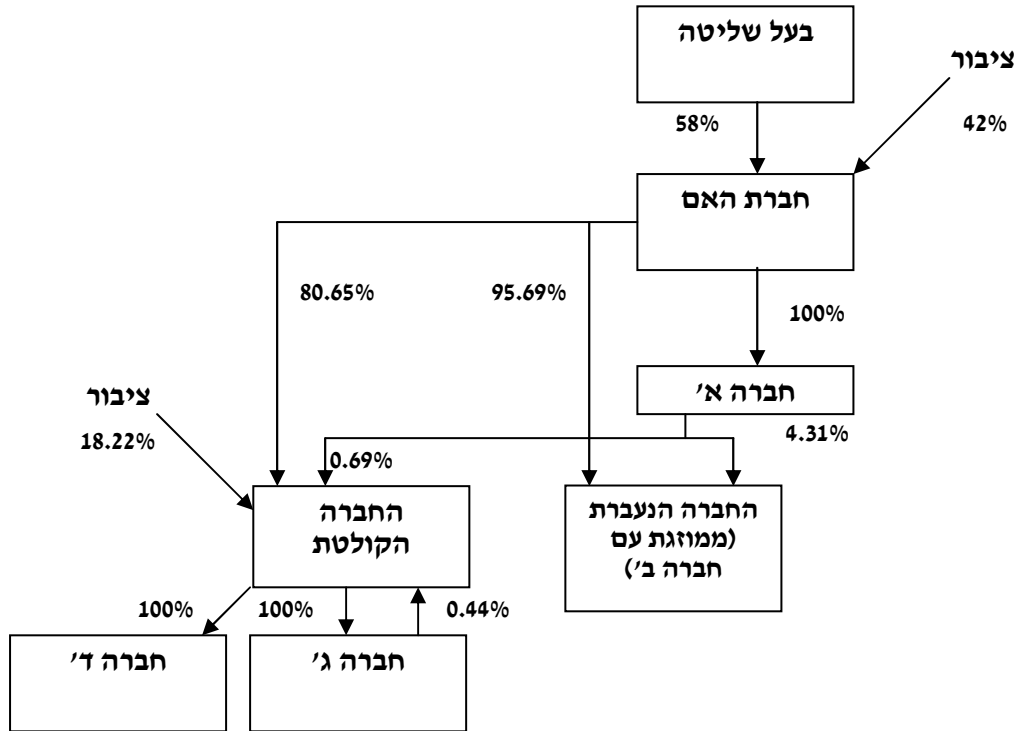 בעל שליטה
ציבור
58%
42%
חברת האם
80.65%
95.69%
100%
חברה א'
ציבור
4.31%
18.22%
0.69%
החברה
הקולטת
החברה הנעברת
(ממוזגת עם
חברה ב')
100%
100%
0.44%
חברה ד'
חברה ג'